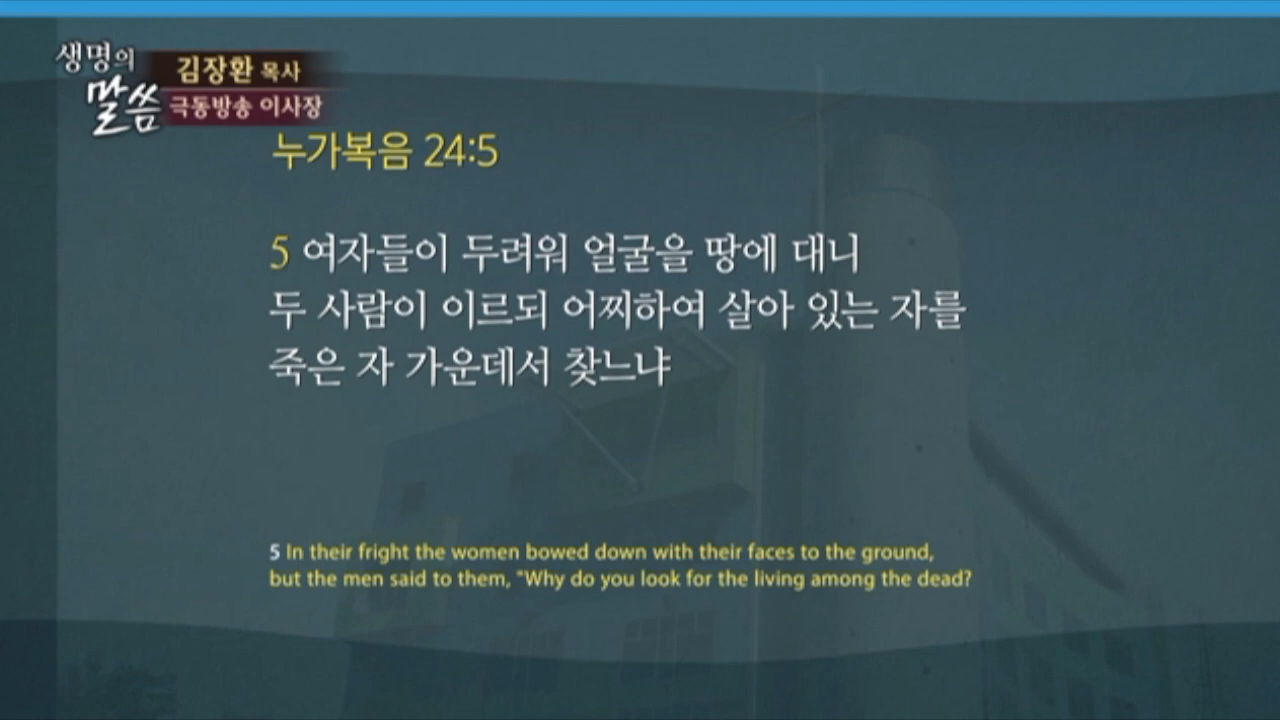 생명의
말씀
김장환 목사
극동방송 이사장
누가복음 24:5
5 여자들이 두려워 얼굴을 땅에 대니
두 사람이 이르되 어찌하여 살아 있는 자를
죽은 자 가운데서 찾느냐
5 In their fright the women bowed down with their faces to the ground,
but the men said to them, "Why do you look for the living among the dead?